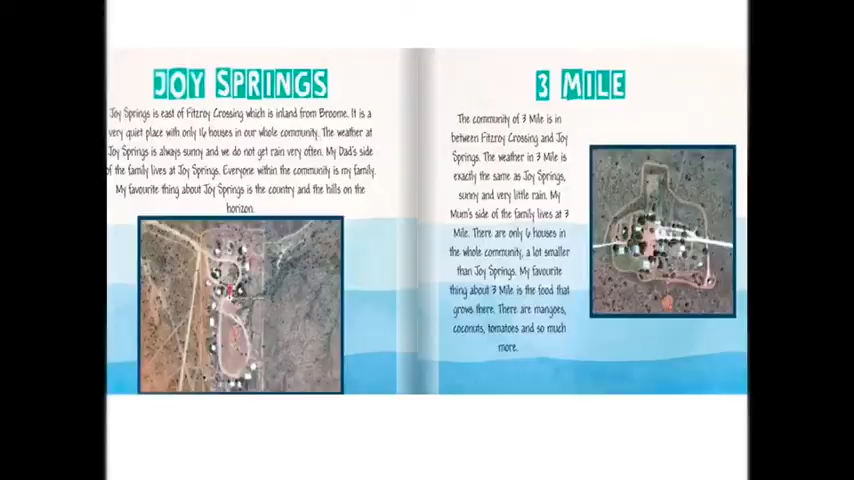 JOY SPRINGS
Joy Springs is east of Fitzroy Crossing which is inland from Broome. It is a
very quiet place with only 16 houses in our whole community. The weather at
Joy Springs is always sunny and we do not get rain very often. My Dad's side
of the family lives at Joy Springs. Everyone within the community is my family.
My favourite thing about Joy Springs is the country and the hills on the
horizon.
3 MILE
The community of 3 Mile is in
between Fitzroy Crossing and Joy
Springs. The weather in 3 Mile is
exactly the same as Joy Springs,
sunny and very little rain. My
Mum's side of the family lives at 3
Mile. There are only 6 houses in
the whole community, a lot smaller
than Joy Springs. My favourite
thing about 3 Mile is the food that
grows there. There are mangoes,
coconuts, tomatoes and so much
more.